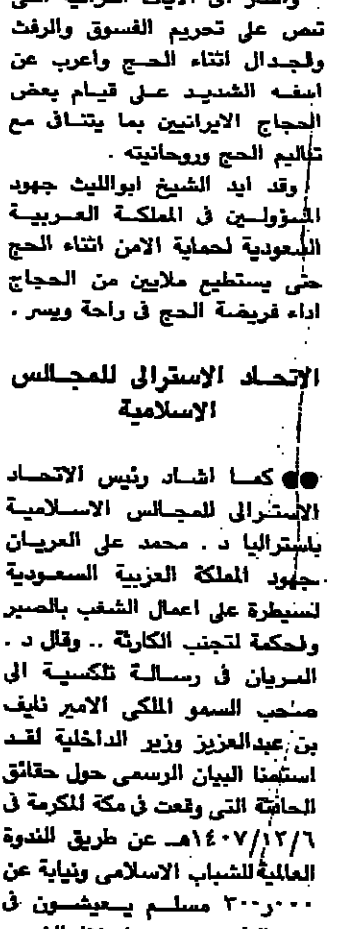 تنص على تحريم الفسوق والرفث
والجدال اثناء الحج واعرب عن
اسفه الشديد على قيام بعض
الحجاج الايرانيين بما يتنافى مع
تعاليم الحج وروحانيته .
وقد ايد الشيخ ابوالليث جهود
المسؤولين فى المملكة العربية
السعودية لحماية الامن اثناء الحج
حتى يستطيع ملايين من الحجاج
اداء فريضة الحج فى راحة ويسر .
الاتحاد الاسترالى للمجالس
الاسلامية
●● كما اشاد رئيس الاتحاد
الاسترالى للمجالس الاسلامية
باستراليا د . محمد على العريان
بجهود المملكة العربية السعودية
لسيطرة على اعمال الشغب بالصبر
والحكمة لتجنب الكارثة .. وقال د .
العريان فى رسالة تلكسية الى
صاحب السمو الملكى الامير نايف
بن عبدالعزيز وزير الداخلية لقد
استلمنا البيان الرسمى حول حقائق
الحادثة التى وقعت فى مكة المكرمة فى
١٤٠٧/١٢/٦هـ عن طريق الندوة
العالمية للشباب الاسلامى ونيابة عن
٣٠٠ر٠٠٠ مسلم يعيشون فى